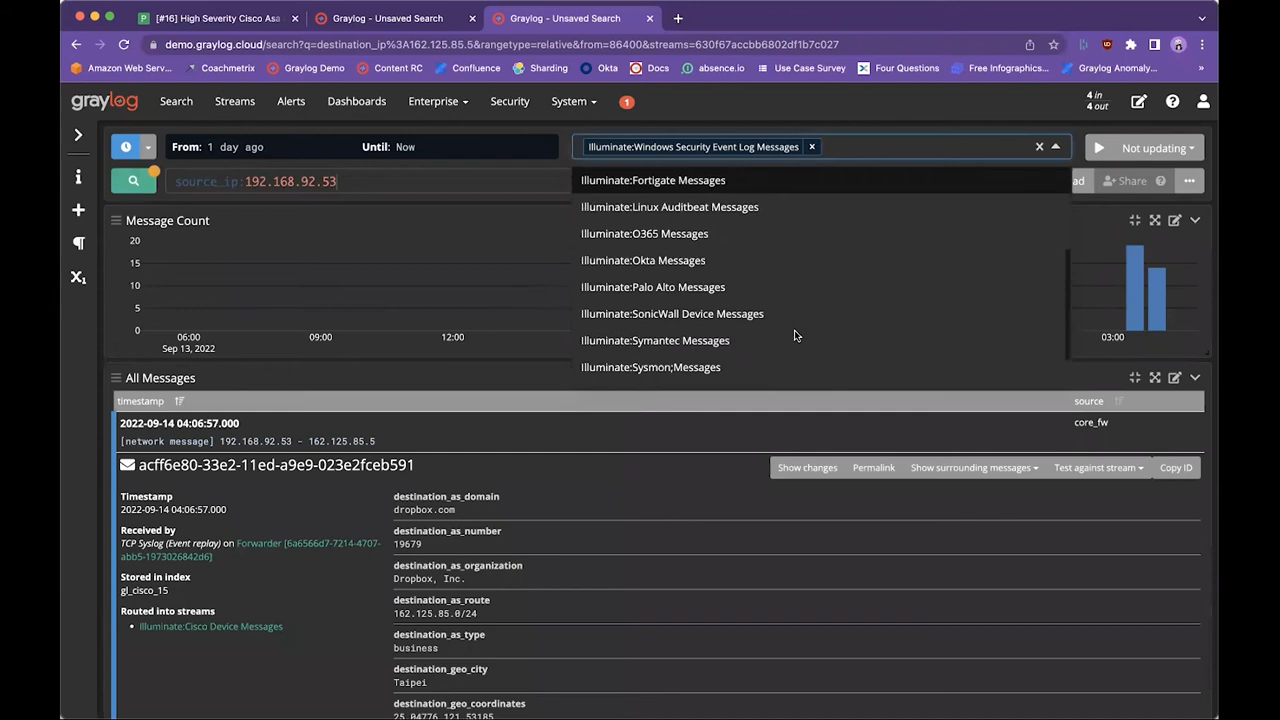 [#16] High Severity Cisco Asa
Graylog - Unsaved Search
Graylog - Unsaved Search
demo.graylog.cloud/search?q=destination_ip%3A162.125.85.5&rangetype=relative&from=86400&streams=630f67accbb6802df1b7c027
Amazon Web Serv...
Coachmetrix
Graylog Demo
Content RC
Confluence
Sharding
Okta
Docs
absence.io
Use Case Survey
Four Questions
Free Infographics...
Graylog Anomaly...
»
graylog
Search
Streams
Alerts
Dashboards
Enterprise
Security
System
1
4 in
4 out
From: 1 day ago
Until: Now
Illuminate:Windows Security Event Log Messages
Not updating
source_ip:192.168.92.53
ad
Share
Illuminate:Fortigate Messages
Illuminate:Linux Auditbeat Messages
Illuminate:O365 Messages
Illuminate:Okta Messages
Illuminate:Palo Alto Messages
Illuminate:SonicWall Device Messages
Illuminate:Symantec Messages
Illuminate:Sysmon;Messages
Message Count
20
15
10
5
0
06:00
09:00
12:00
03:00
Sep 13, 2022
All Messages
timestamp
source
2022-09-14 04:06:57.000
core_fw
[network message] 192.168.92.53 - 162.125.85.5
acff6e80-33e2-11ed-a9e9-023e2fceb591
Show changes
Permalink
Show surrounding messages
Test against stream
Copy ID
Timestamp
2022-09-14 04:06:57.000
Received by
TCP Syslog (Event replay) on Forwarder [6a6566d7-7214-4707-
abb5-1973026842d6]
Stored in index
gl_cisco_15
Routed into streams
Illuminate:Cisco Device Messages
destination_as_domain
dropbox.com
destination_as_number
19679
destination_as_organization
Dropbox, Inc.
destination_as_route
162.125.85.0/24
destination_as_type
business
destination_geo_city
Taipei
destination_geo_coordinates
25.04776,121.53185